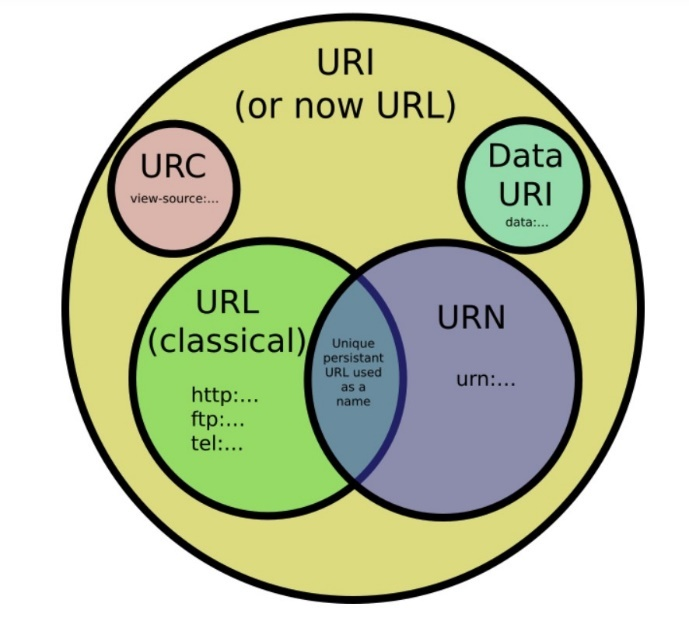 URI
(or now URL)
URC
view-source:...
Data
URI
data:...
URL
(classical)
http:...
ftp:...
tel:...
Unique
persistant
URL used
as a
name
URN
urn:...